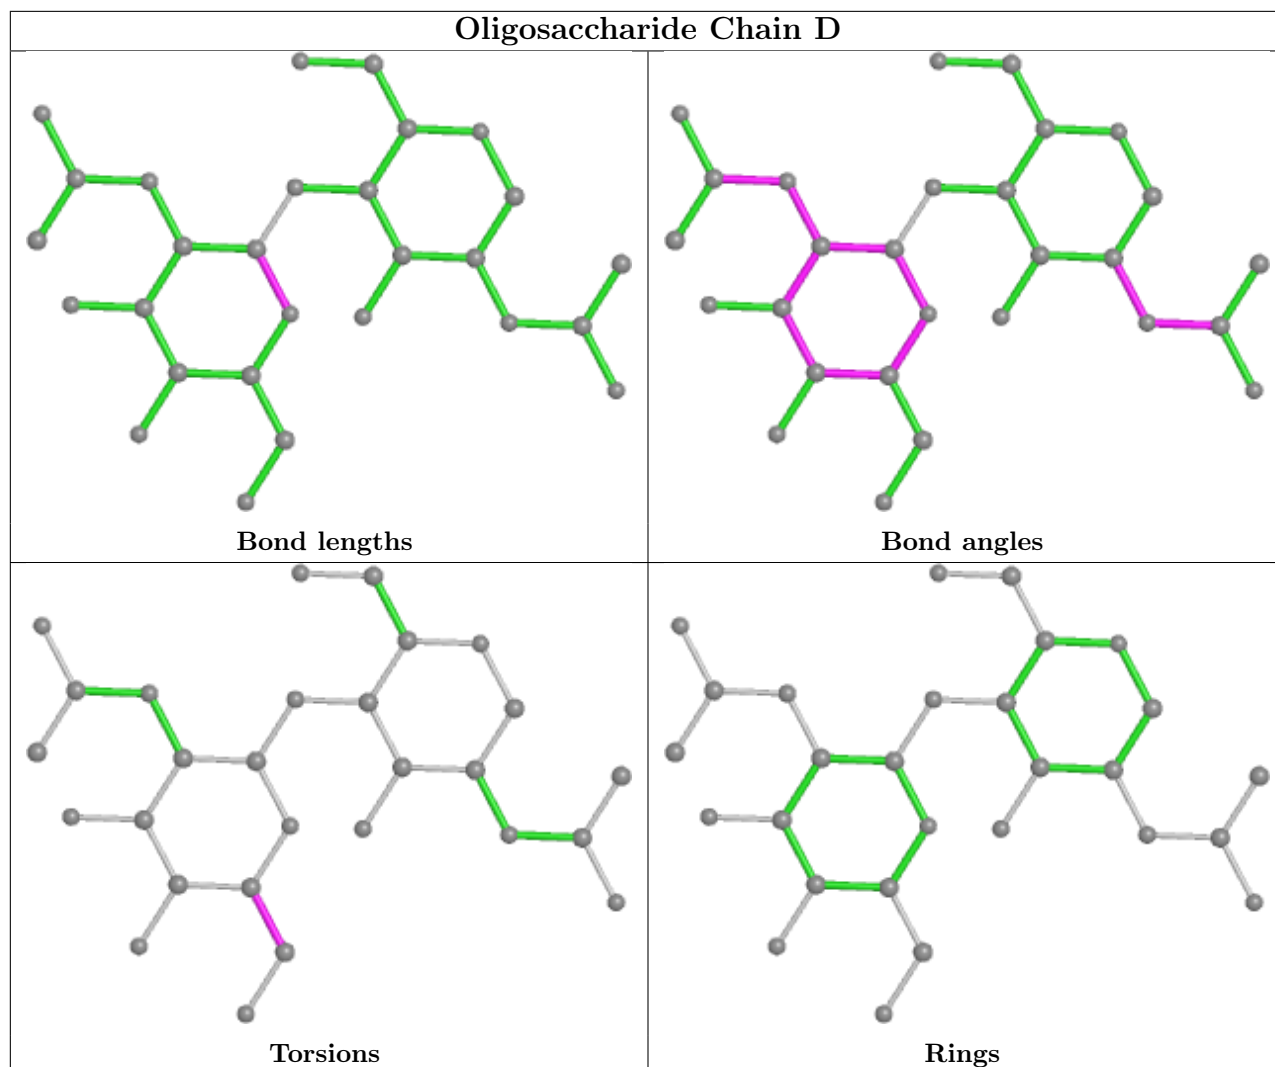 Oligosaccharide Chain D
Bond lengths
Bond angles
Torsions
Rings